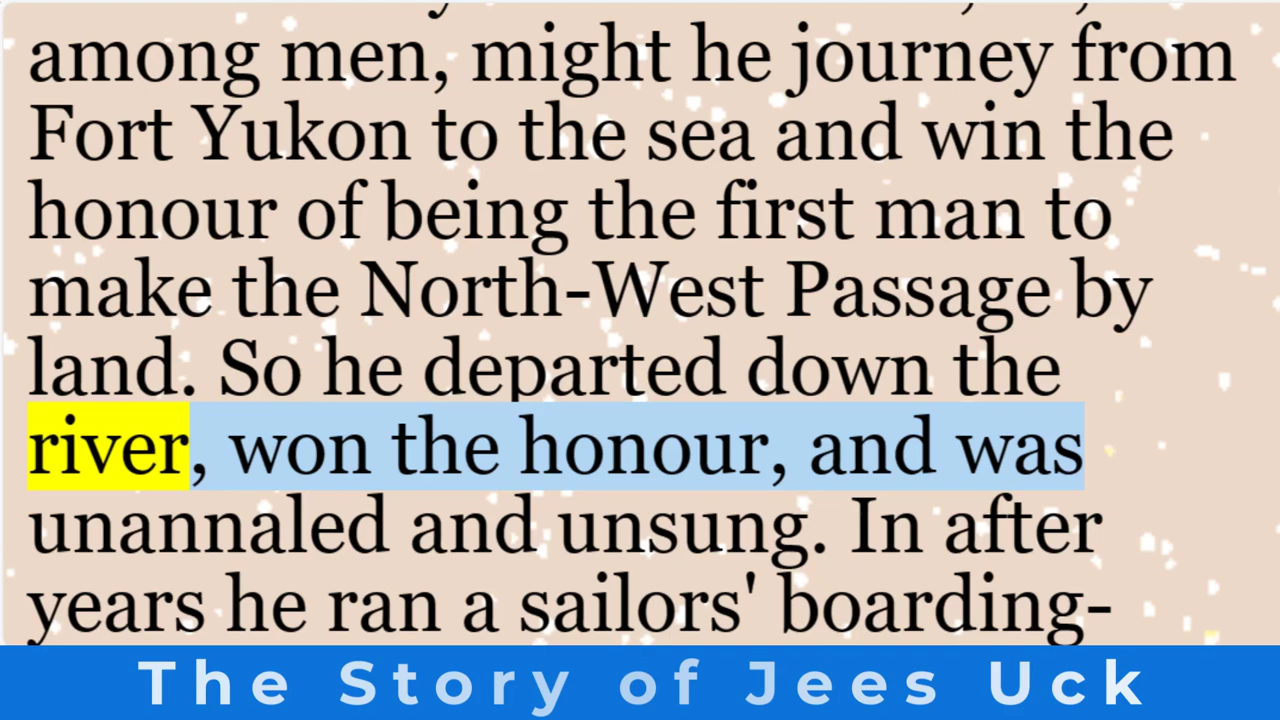 among men, might he journey from
Fort Yukon to the sea and win the
honour of being the first man to
make the North-West Passage by
land. So he departed down the
river, won the honour, and was
unannaled and unsung. In after
years he ran a sailors' boarding-
The Story of Jees Uck